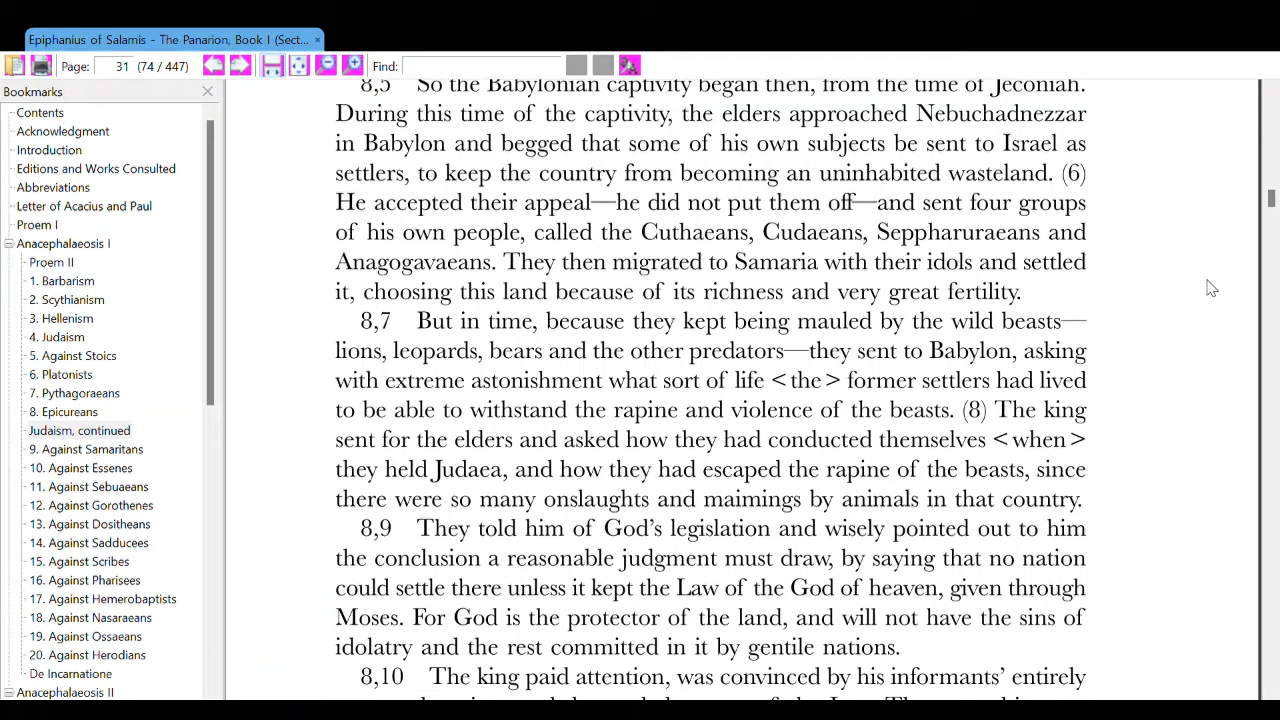 Epiphanius of Salamis - The Panarion, Book I (Sect... ×
Page: 31 (74 / 447) Find:
Bookmarks
Contents
Acknowledgment
Introduction
Editions and Works Consulted
Abbreviations
Letter of Acacius and Paul
Proem I
Anacephalaeosis I
Proem II
1. Barbarism
2. Scythianism
3. Hellenism
4. Judaism
5. Against Stoics
6. Platonists
7. Pythagoraeans
8. Epicureans
Judaism, continued
9. Against Samaritans
10. Against Essenes
11. Against Sebuaeans
12. Against Gorothenes
13. Against Dositheans
14. Against Sadducees
15. Against Scribes
16. Against Pharisees
17. Against Hemerobaptists
18. Against Nasaraeans
19. Against Ossaeans
20. Against Herodians
De Incarnatione
Anacephalaeosis II
8,5 So the Babylonian captivity began then, from the time of Jeconiah.
During this time of the captivity, the elders approached Nebuchadnezzar
in Babylon and begged that some of his own subjects be sent to Israel as
settlers, to keep the country from becoming an uninhabited wasteland. (6)
He accepted their appeal—he did not put them off—and sent four groups
of his own people, called the Cuthaeans, Cudaeans, Seppharuraeans and
Anagogavaeans. They then migrated to Samaria with their idols and settled
it, choosing this land because of its richness and very great fertility.
8,7 But in time, because they kept being mauled by the wild beasts—
lions, leopards, bears and the other predators—they sent to Babylon, asking
with extreme astonishment what sort of life <the> former settlers had lived
to be able to withstand the rapine and violence of the beasts. (8) The king
sent for the elders and asked how they had conducted themselves <when>
they held Judaea, and how they had escaped the rapine of the beasts, since
there were so many onslaughts and maimings by animals in that country.
8,9 They told him of God's legislation and wisely pointed out to him
the conclusion a reasonable judgment must draw, by saying that no nation
could settle there unless it kept the Law of the God of heaven, given through
Moses. For God is the protector of the land, and will not have the sins of
idolatry and the rest committed in it by gentile nations.
8,10 The king paid attention, was convinced by his informants' entirely